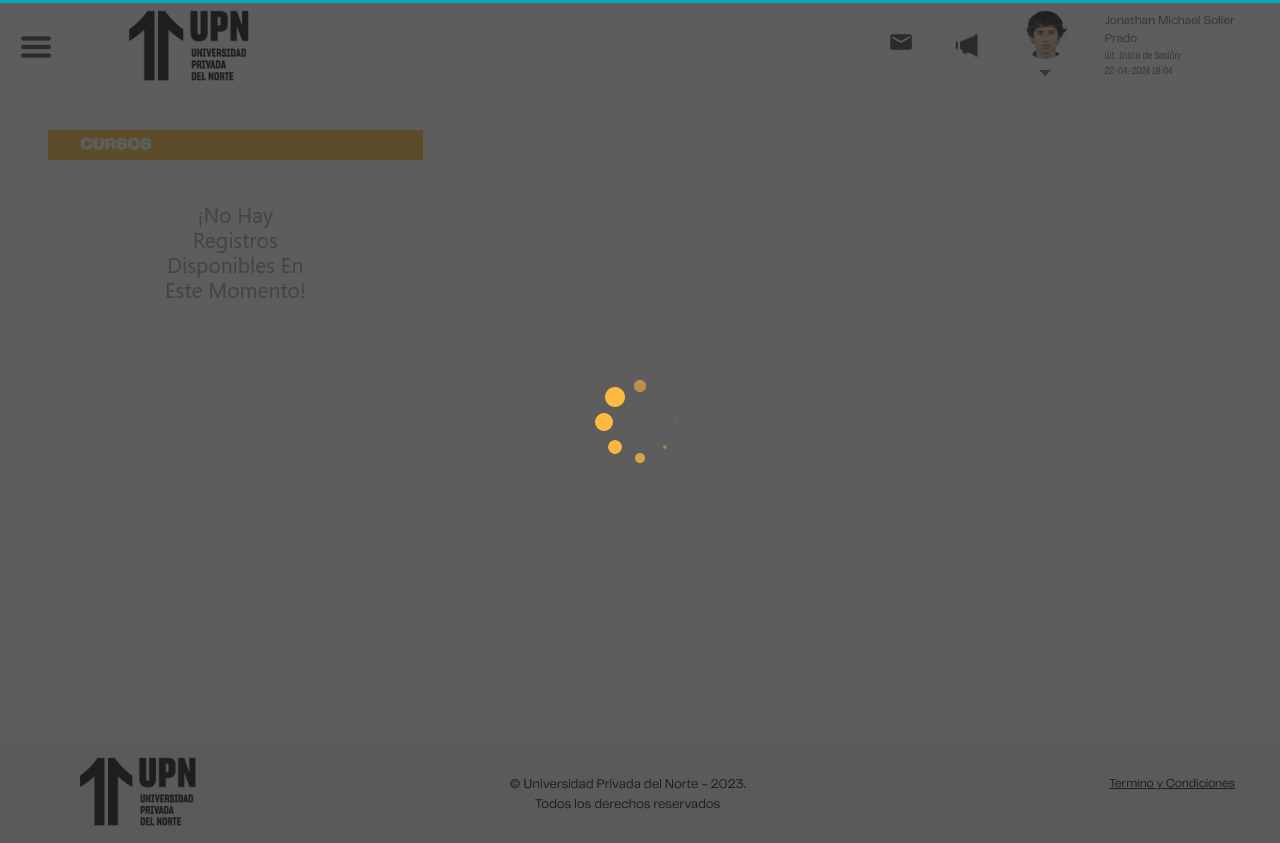 UPN
UNIVERSIDAD
PRIVADA
DEL NORTE
Jonathan Michael Solier
Prado
Últ. Inicio de Sesión:
22-04-2024 18:04
CURSOS
¡No Hay
Registros
Disponibles En
Este Momento!
UPN
UNIVERSIDAD
PRIVADA
DEL NORTE
© Universidad Privada del Norte - 2023.
Todos los derechos reservados
Termino y Condiciones